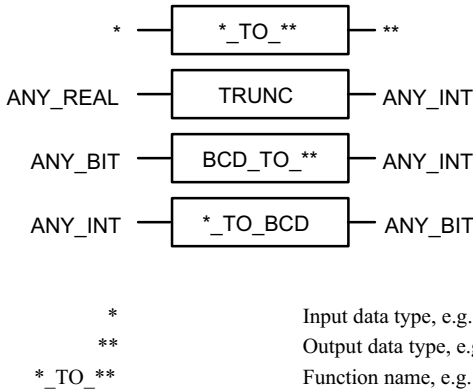 * *_TO_** **
ANY_REAL TRUNC ANY_INT
ANY_BIT BCD_TO_** ANY_INT
ANY_INT *_TO_BCD ANY_BIT
* Input data type, e.g.
** Output data type, e.g
*_TO_** Function name, e.g.